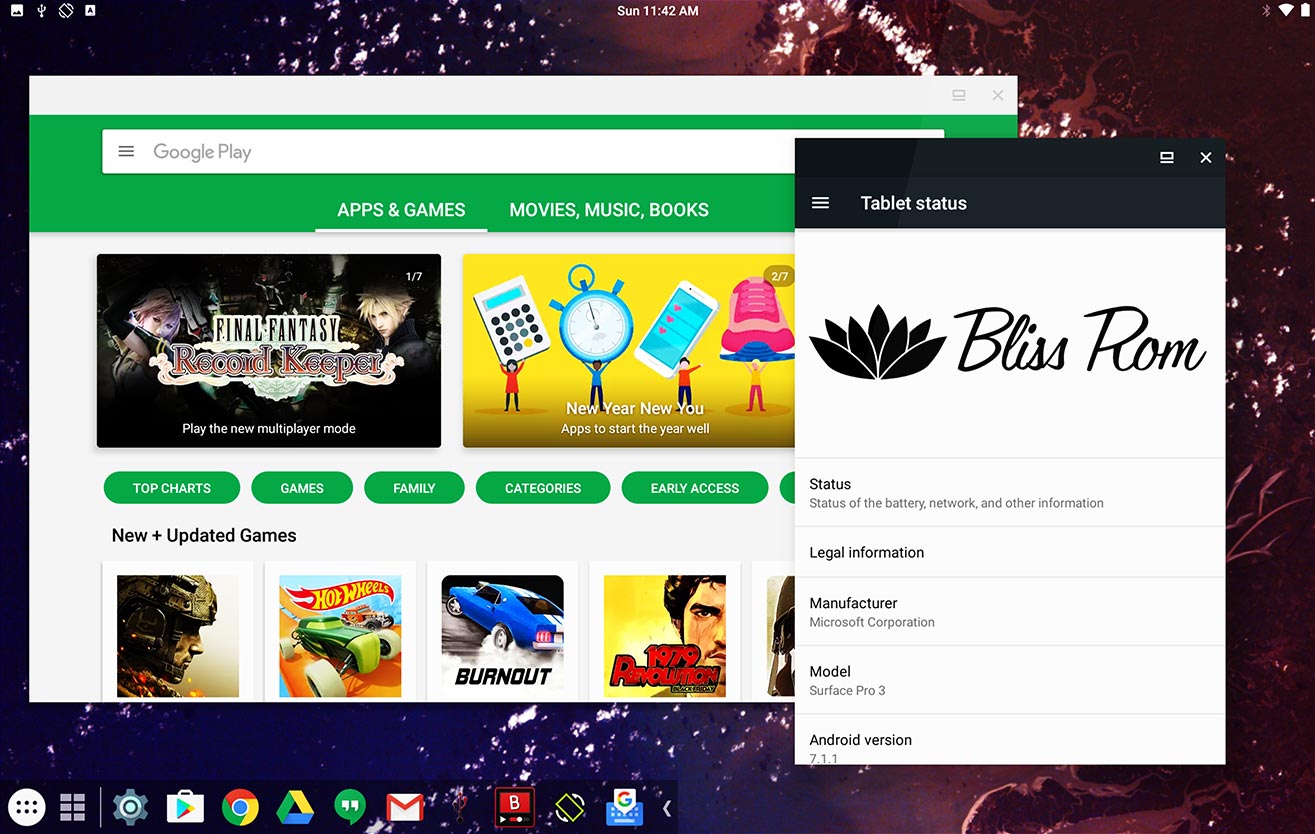 Sun 11:42 AM
Google Play
APPS & GAMES
MOVIES, MUSIC, BOOKS
1/7
FINAL FANTASY
Record Keeper
Play the new multiplayer mode
2/7
New Year New You
Apps to start the year well
TOP CHARTS
GAMES
FAMILY
CATEGORIES
EARLY ACCESS
New + Updated Games
HOT WHEELS
BURNOUT
1979
REVOLUTION
BLACK FRIDAY
Tablet status
Bliss Rom
Status
Status of the battery, network, and other information
Legal information
Manufacturer
Microsoft Corporation
Model
Surface Pro 3
Android version
7.1.1
A
B
G